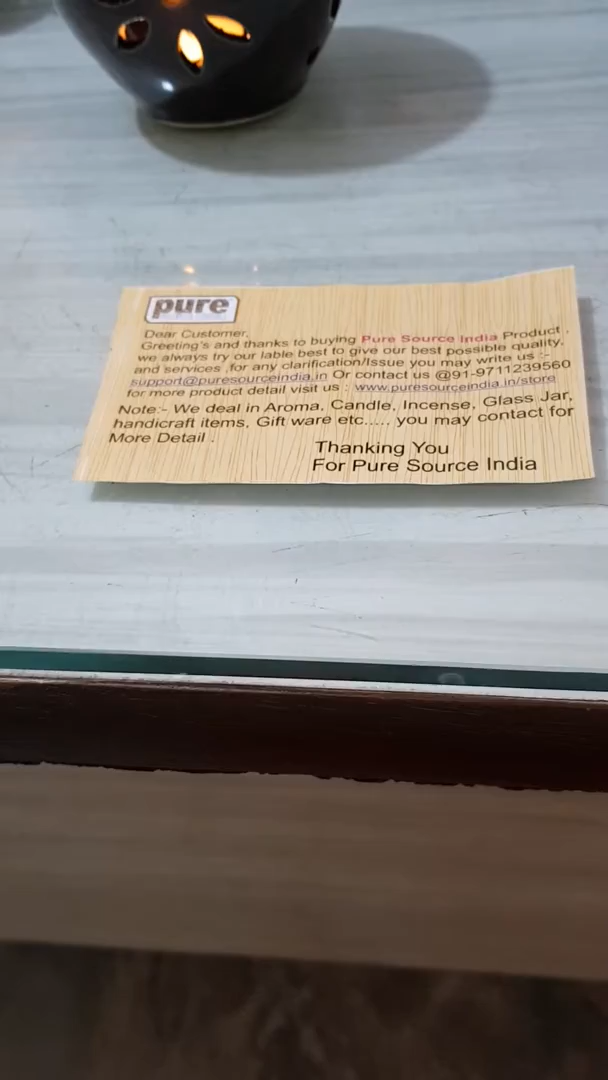 pure
Dear Customer,
Greeting's and thanks to buying Pure Source India Product ,
we always try our lable best to give our best possible quality,
and services ,for any clarification/Issue you may write us :-
support@puresourceindia.in Or contact us @91-9711239560
for more product detail visit us : www.puresourceindia.in/store
Note:- We deal in Aroma, Candle, Incense, Glass Jar,
handicraft items, Gift ware etc..... you may contact for
More Detail .
Thanking You
For Pure Source India